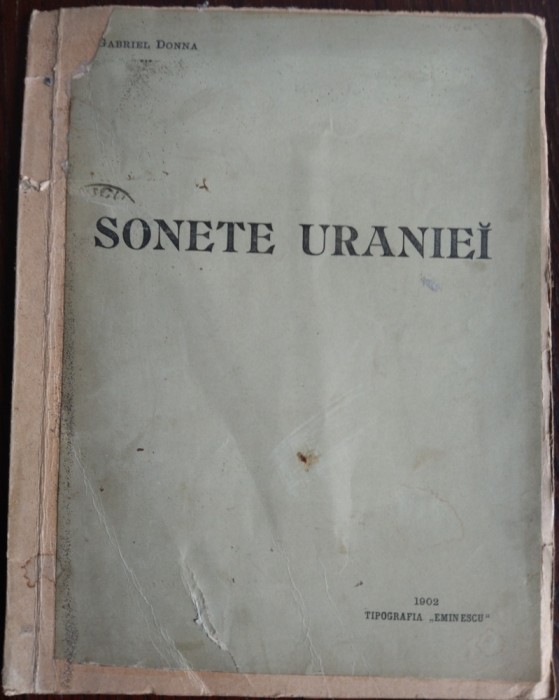 GABRIEL DONNA
SONETE URANIEĬ
1902
TIPOGRAFIA „EMINESCU"